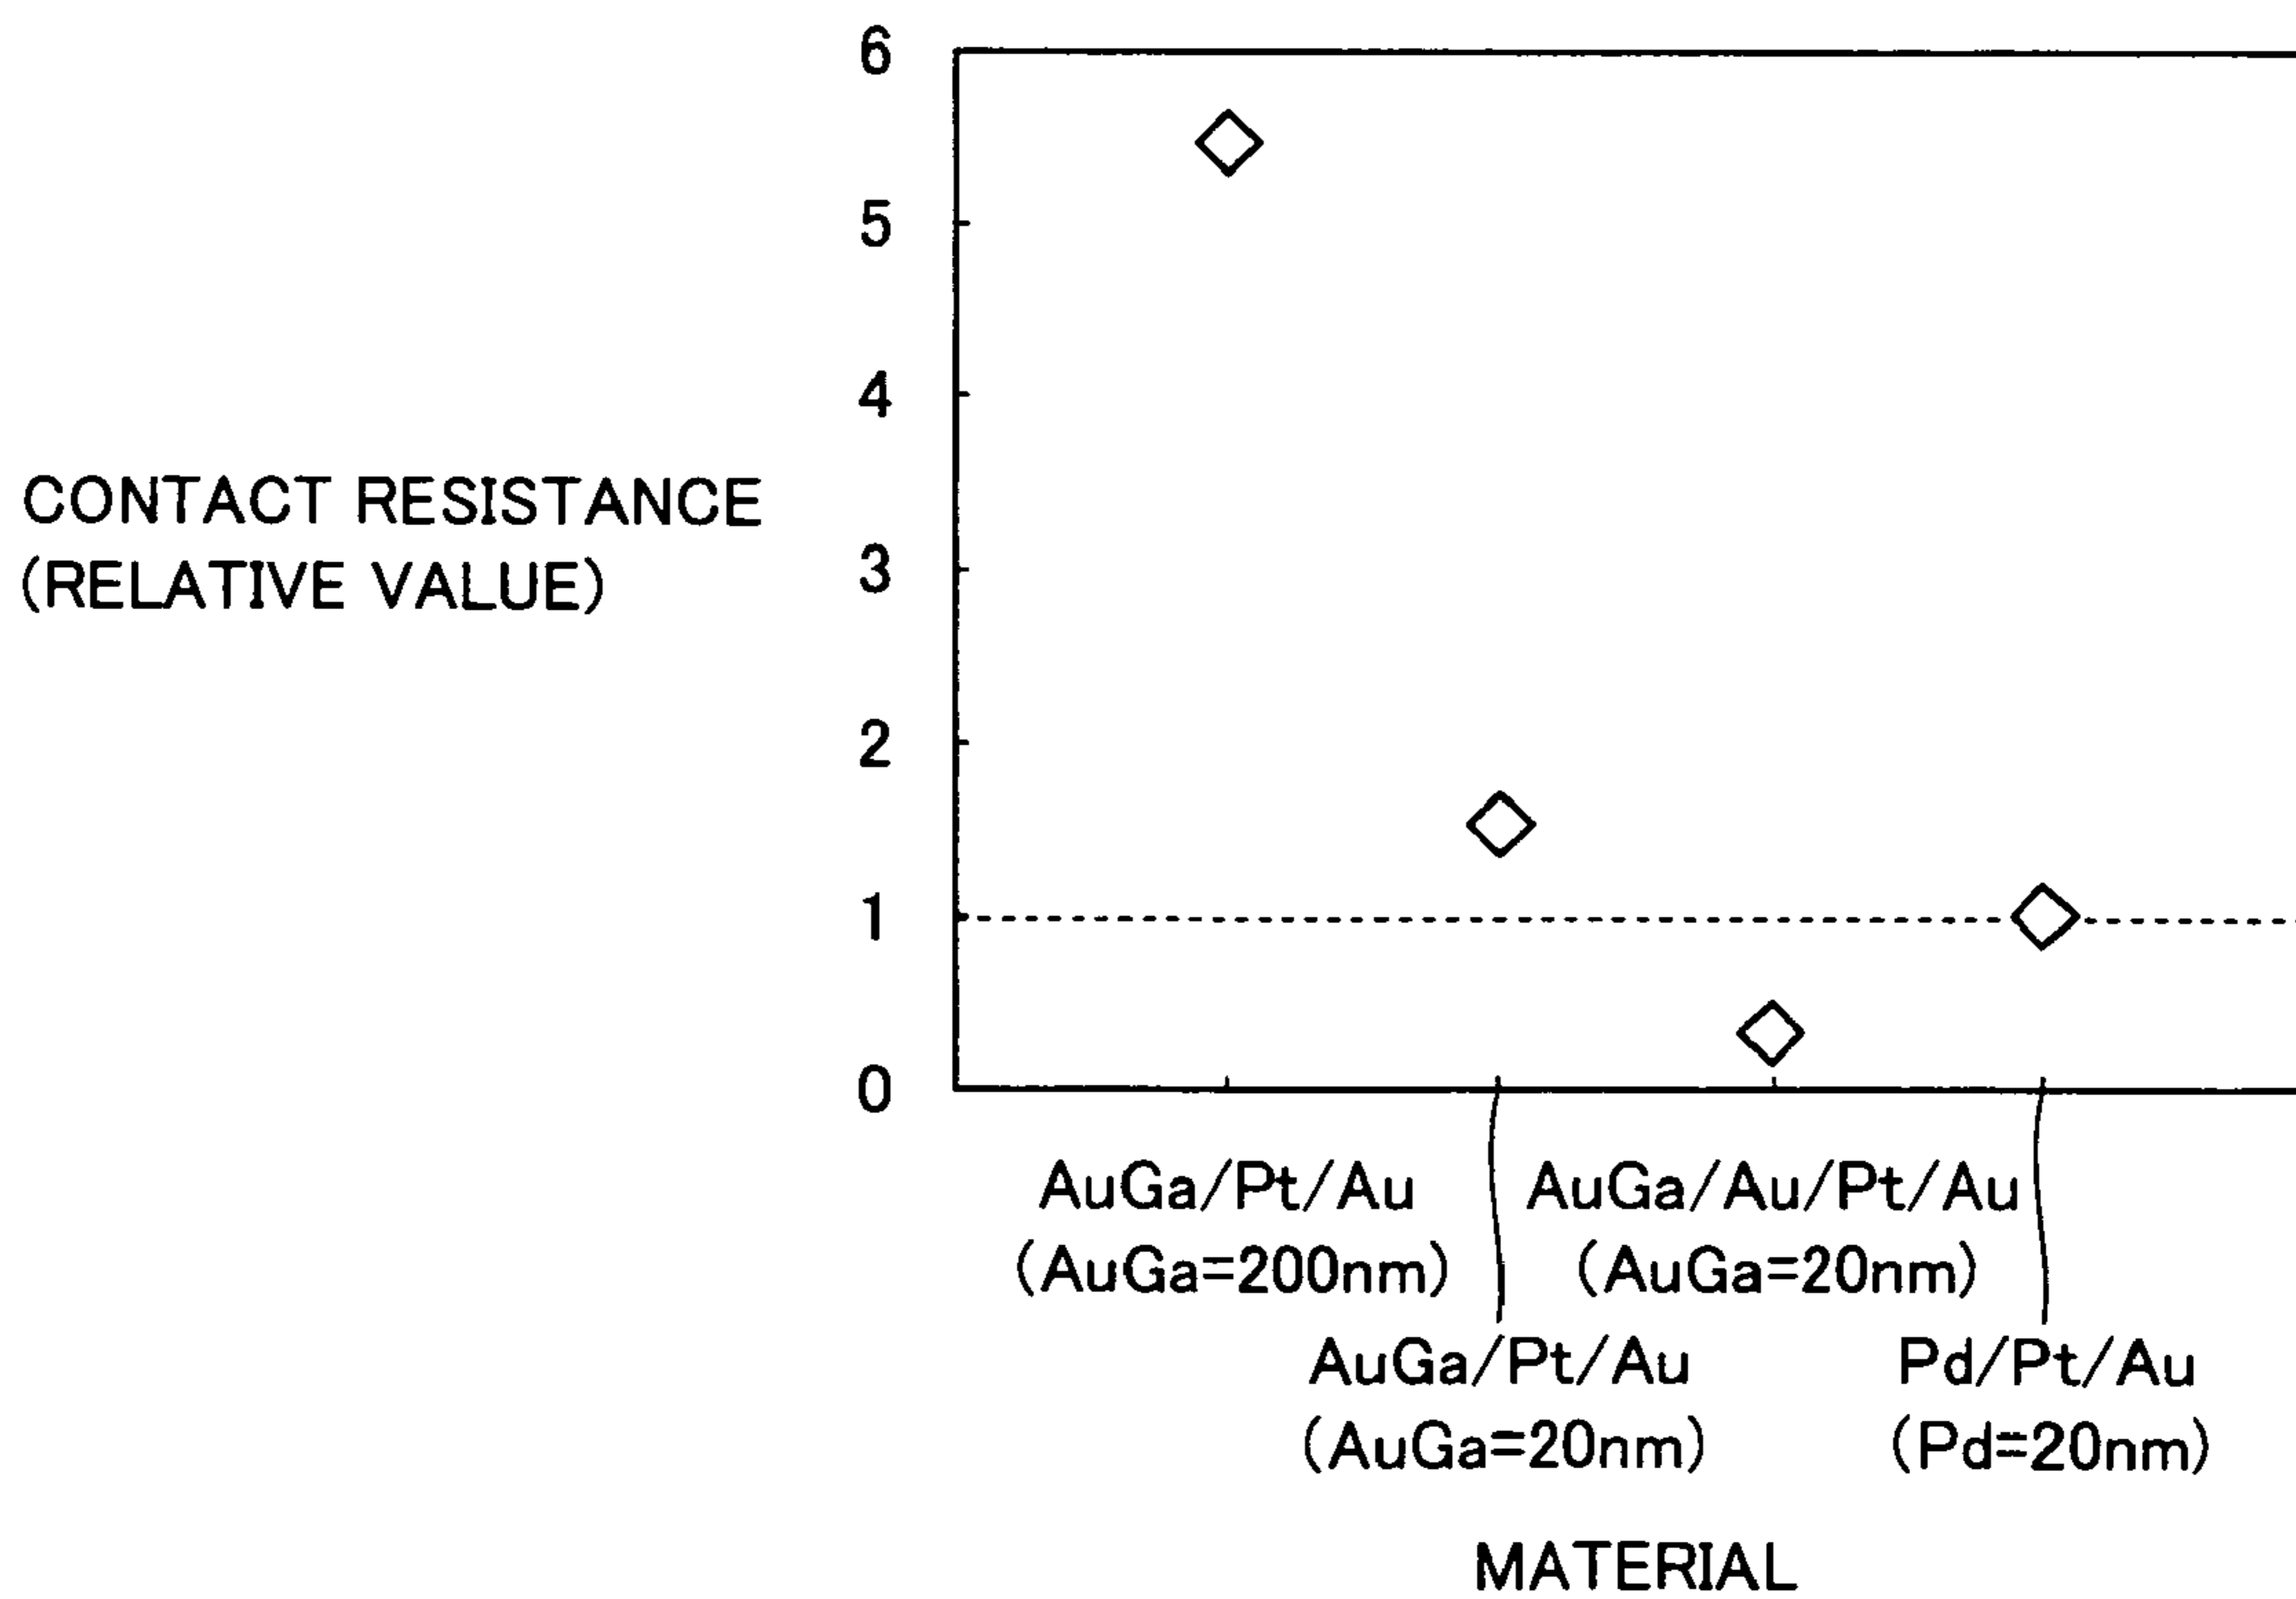 6
5
4
3
2
1
0
CONTACT RESISTANCE
(RELATIVE VALUE)
AuGa/Pt/Au
(AuGa=200nm)
AuGa/Pt/Au
(AuGa=20nm)
AuGa/Au/Pt/Au
(AuGa=20nm)
Pd/Pt/Au
(Pd=20nm)
MATERIAL